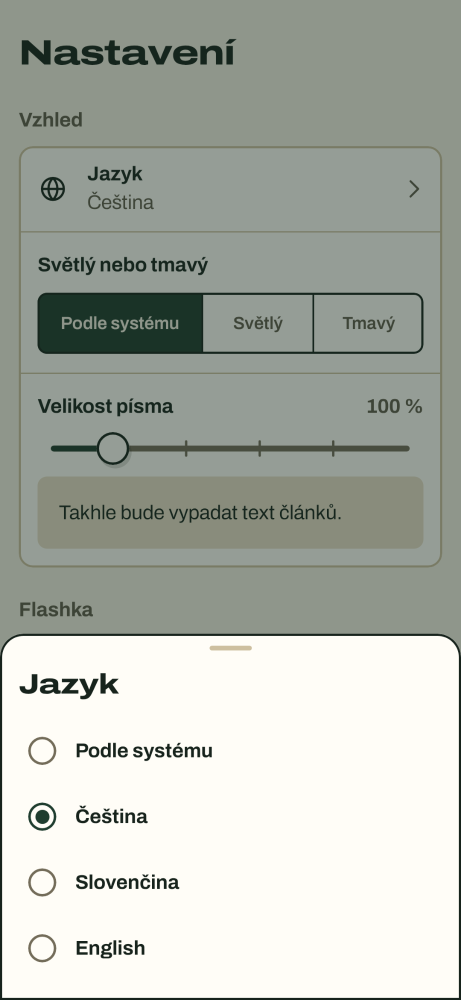 Nastavení
Vzhled
Jazyk
Čeština
Světlý nebo tmavý
Podle systému
Světlý
Tmavý
Velikost písma
100 %
Takhle bude vypadat text článků.
Flashka
Jazyk
Podle systému
Čeština
Slovenčina
English